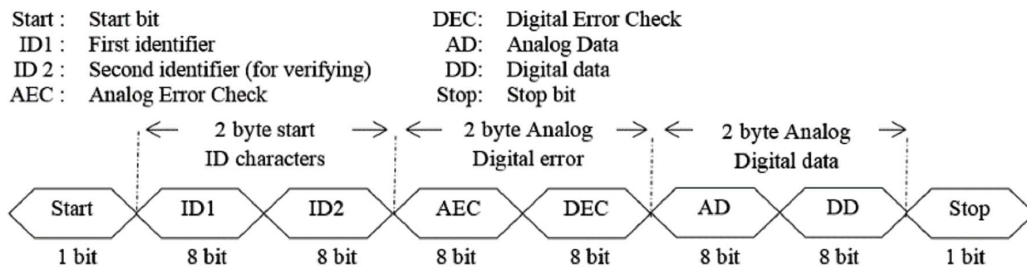 Start : Start bit DEC: Digital Error Check
ID1 : First identifier AD: Analog Data
ID 2 : Second identifier (for verifying) DD: Digital data
AEC : Analog Error Check Stop: Stop bit
2 byte start 2 byte Analog 2 byte Analog
ID characters Digital error Digital data
Start ID1 ID2 AEC DEC AD DD Stop
1 bit 8 bit 8 bit 8 bit 8 bit 8 bit 8 bit 1 bit